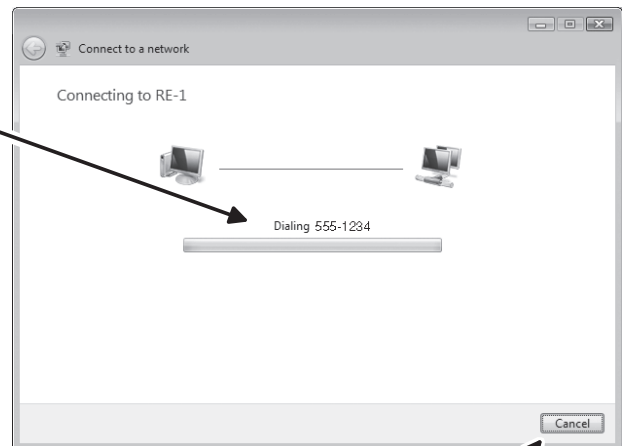 Connect to a network
Connecting to RE-1
Dialing 555-1234
Cancel